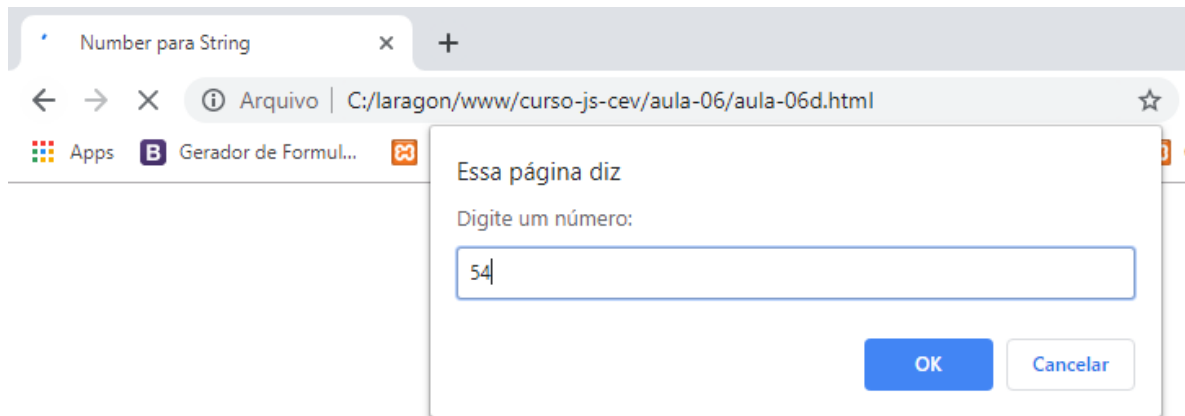 Number para String
Arquivo | C:/laragon/www/curso-js-cev/aula-06/aula-06d.html
Apps B Gerador de Formul...
Essa página diz
Digite um número:
54
OK Cancelar